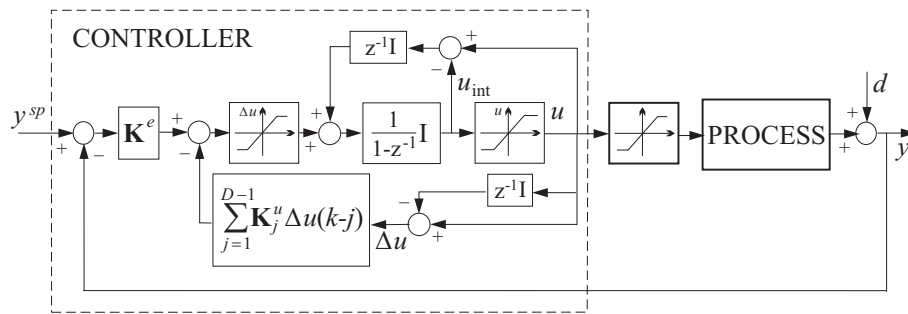 CONTROLLER
z⁻¹I
+
−
u_int
y^sp
+
−
K^e
+
−
Δu
+
+
1/(1-z⁻¹) I
u
u
PROCESS
d
+
+
y
z⁻¹I
−
+
Δu
∑_{j=1}^{D−1} K_j^u Δu(k-j)